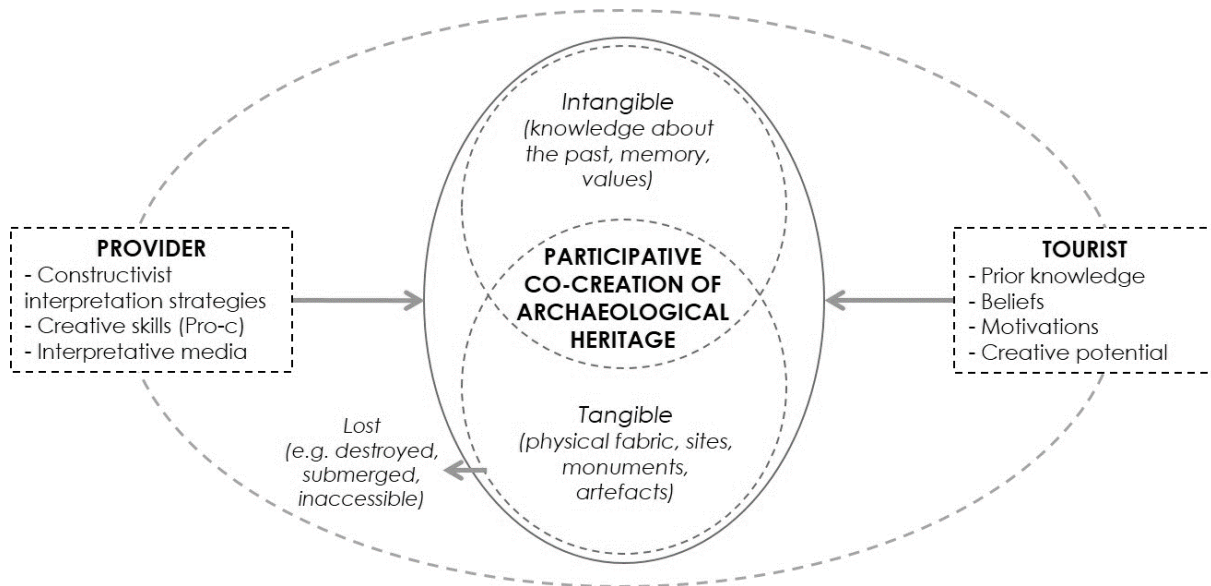 Intangible
(knowledge about
the past, memory,
values)
PROVIDER
- Constructivist
interpretation strategies
- Creative skills (Pro-c)
- Interpretative media
PARTICIPATIVE
CO-CREATION OF
ARCHAEOLOGICAL
HERITAGE
TOURIST
- Prior knowledge
- Beliefs
- Motivations
- Creative potential
Lost
(e.g. destroyed,
submerged,
inaccessible)
Tangible
(physical fabric, sites,
monuments,
artefacts)